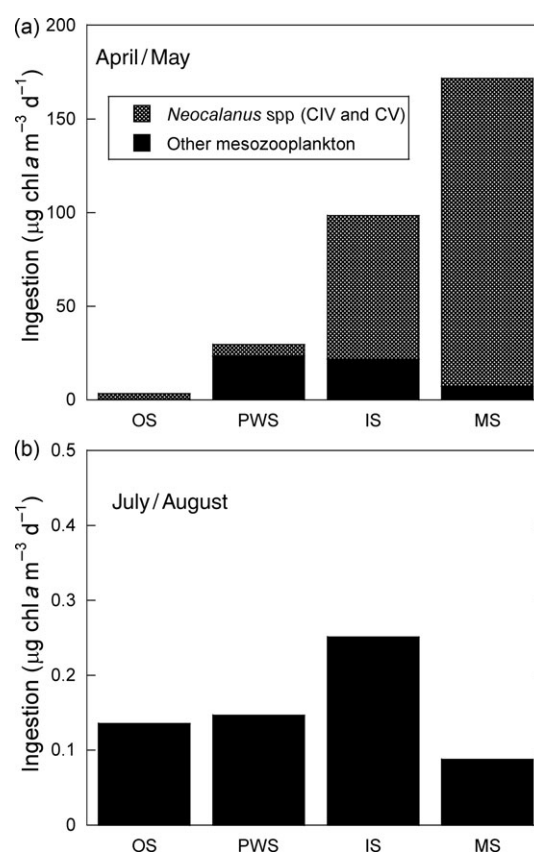 (a)
200
April / May
Neocalanus spp (CIV and CV)
Other mesozooplankton
150
100
50
0
Ingestion (μg chl a m⁻³ d⁻¹)
OS PWS IS MS
(b)
0.5
July / August
0.4
0.3
0.2
0.1
0
Ingestion (μg chl a m⁻³ d⁻¹)
OS PWS IS MS